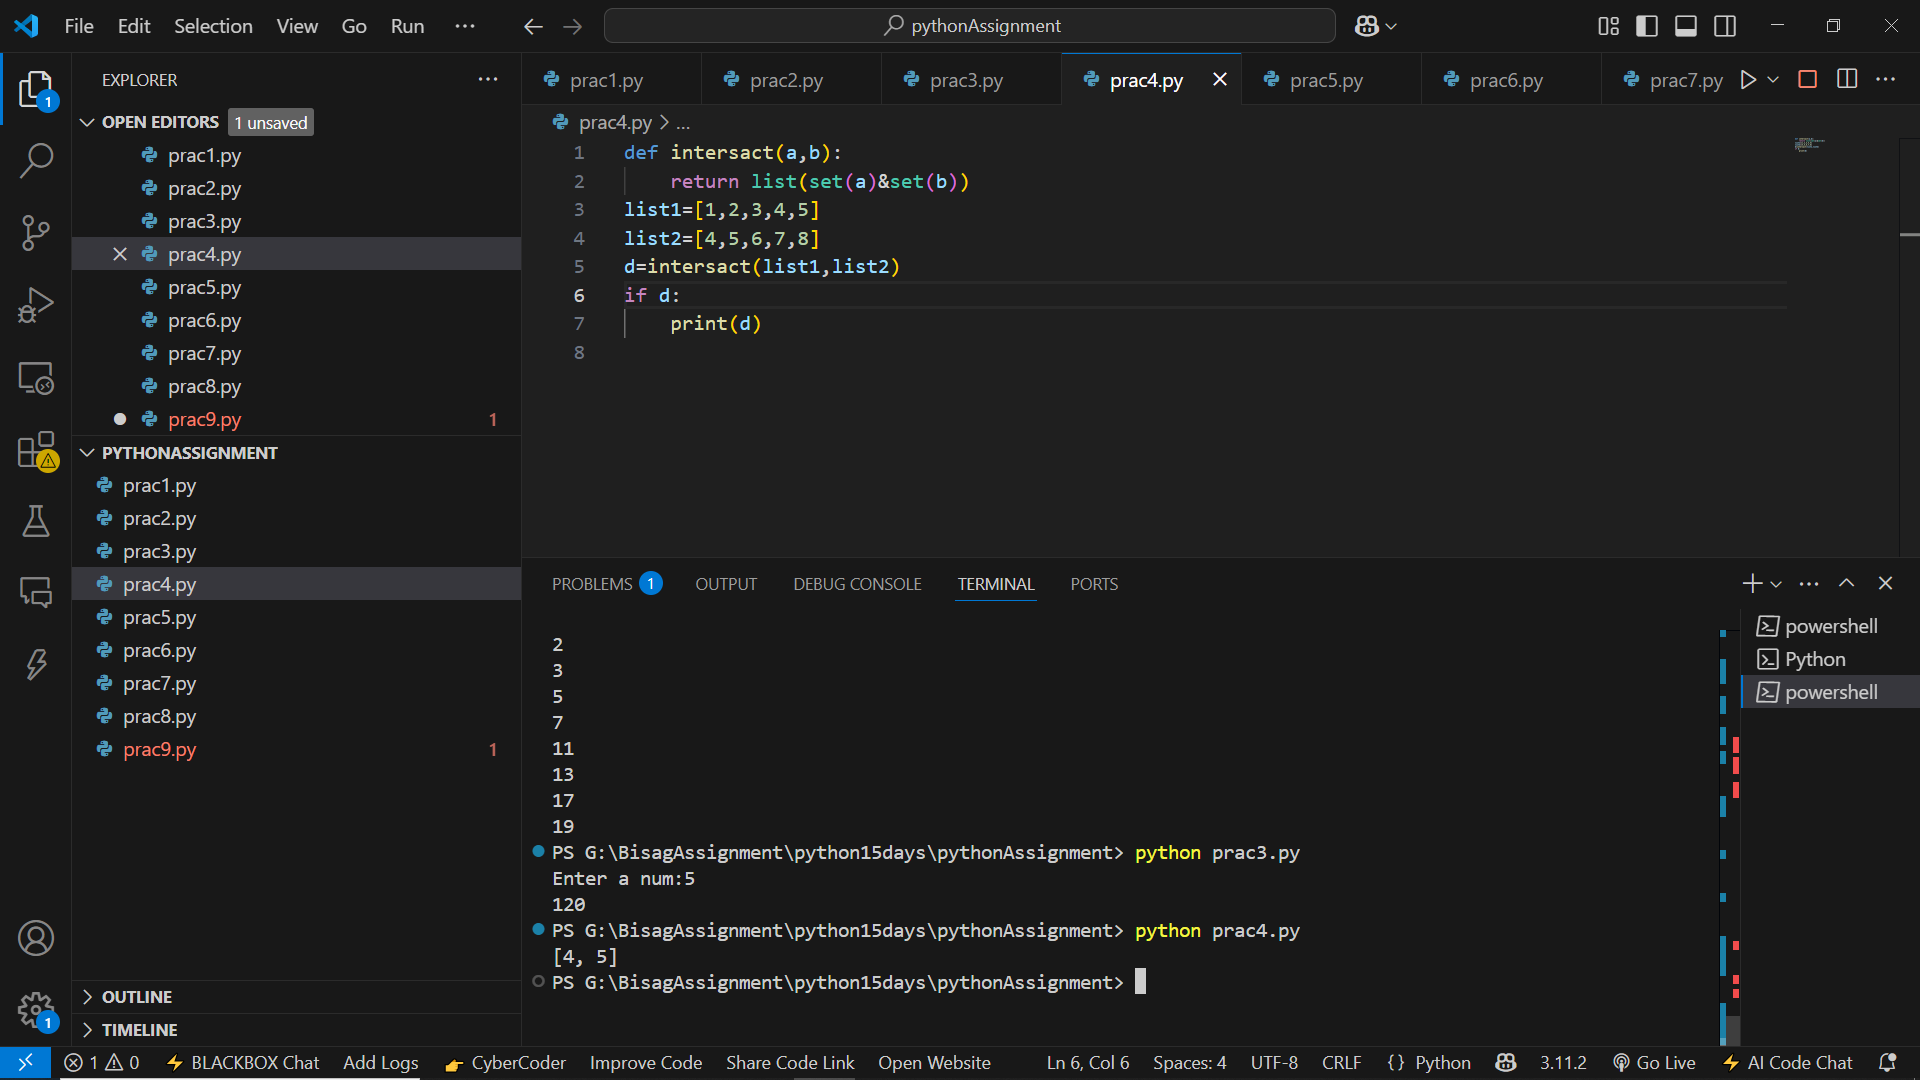 File Edit Selection View Go Run ··· pythonAssignment
EXPLORER ···
OPEN EDITORS 1 unsaved
prac1.py
prac2.py
prac3.py
prac4.py
prac5.py
prac6.py
prac7.py
prac8.py
prac9.py 1
PYTHONASSIGNMENT
prac1.py
prac2.py
prac3.py
prac4.py
prac5.py
prac6.py
prac7.py
prac8.py
prac9.py 1
OUTLINE
TIMELINE
1
1
prac1.py prac2.py prac3.py prac4.py prac5.py prac6.py prac7.py
prac4.py > ...
1 def intersact(a,b):
2     return list(set(a)&set(b))
3 list1=[1,2,3,4,5]
4 list2=[4,5,6,7,8]
5 d=intersact(list1,list2)
6 if d:
7     print(d)
8
PROBLEMS 1 OUTPUT DEBUG CONSOLE TERMINAL PORTS
2
3
5
7
11
13
17
19
PS G:\BisagAssignment\python15days\pythonAssignment> python prac3.py
Enter a num:5
120
PS G:\BisagAssignment\python15days\pythonAssignment> python prac4.py
[4, 5]
PS G:\BisagAssignment\python15days\pythonAssignment>
powershell
Python
powershell
1 0 BLACKBOX Chat Add Logs CyberCoder Improve Code Share Code Link Open Website Ln 6, Col 6 Spaces: 4 UTF-8 CRLF {} Python 3.11.2 Go Live AI Code Chat